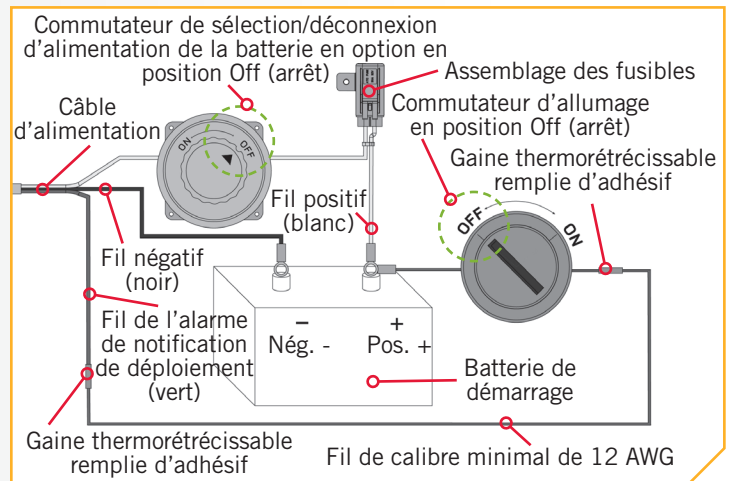 Commutateur de sélection/déconnexion
d'alimentation de la batterie en option en
position Off (arrêt)
Assemblage des fusibles
Câble
d'alimentation
Commutateur d'allumage
en position Off (arrêt)
ON
OFF
Gaine thermorétrécissable
remplie d'adhésif
Fil positif
(blanc)
OFF
ON
Fil négatif
(noir)
Fil de l'alarme
de notification
de déploiement
(vert)
–
Nég. -
+
Pos. +
Batterie de
démarrage
Gaine thermorétrécissable
remplie d'adhésif
Fil de calibre minimal de 12 AWG